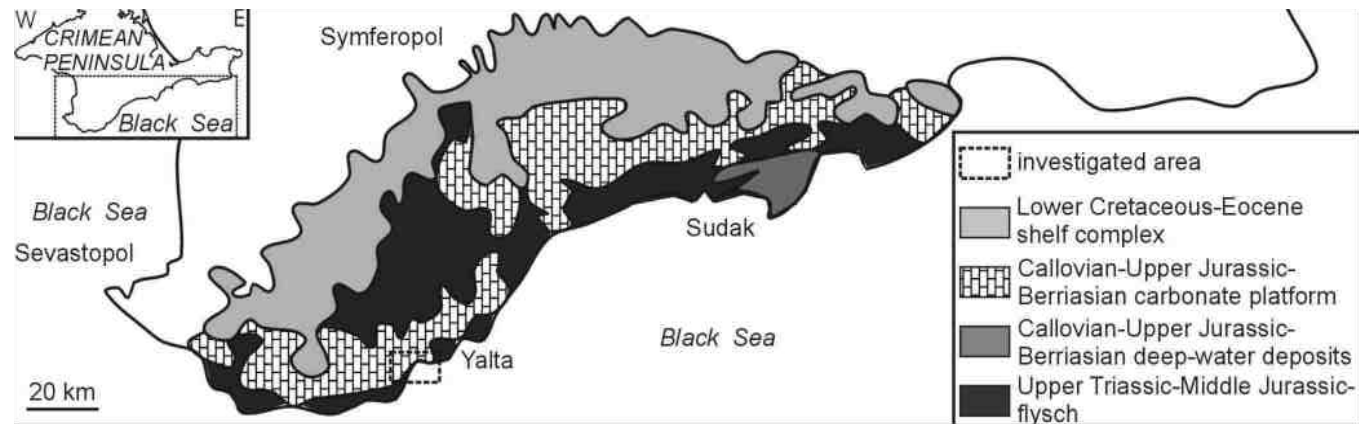 W E
CRIMEAN
PENINSULA
Black Sea
Symferopol
Black Sea
Sevastopol
Sudak
Black Sea
Yalta
20 km
investigated area
Lower Cretaceous-Eocene
shelf complex
Callovian-Upper Jurassic-
Berriasian carbonate platform
Callovian-Upper Jurassic-
Berriasian deep-water deposits
Upper Triassic-Middle Jurassic-
flysch